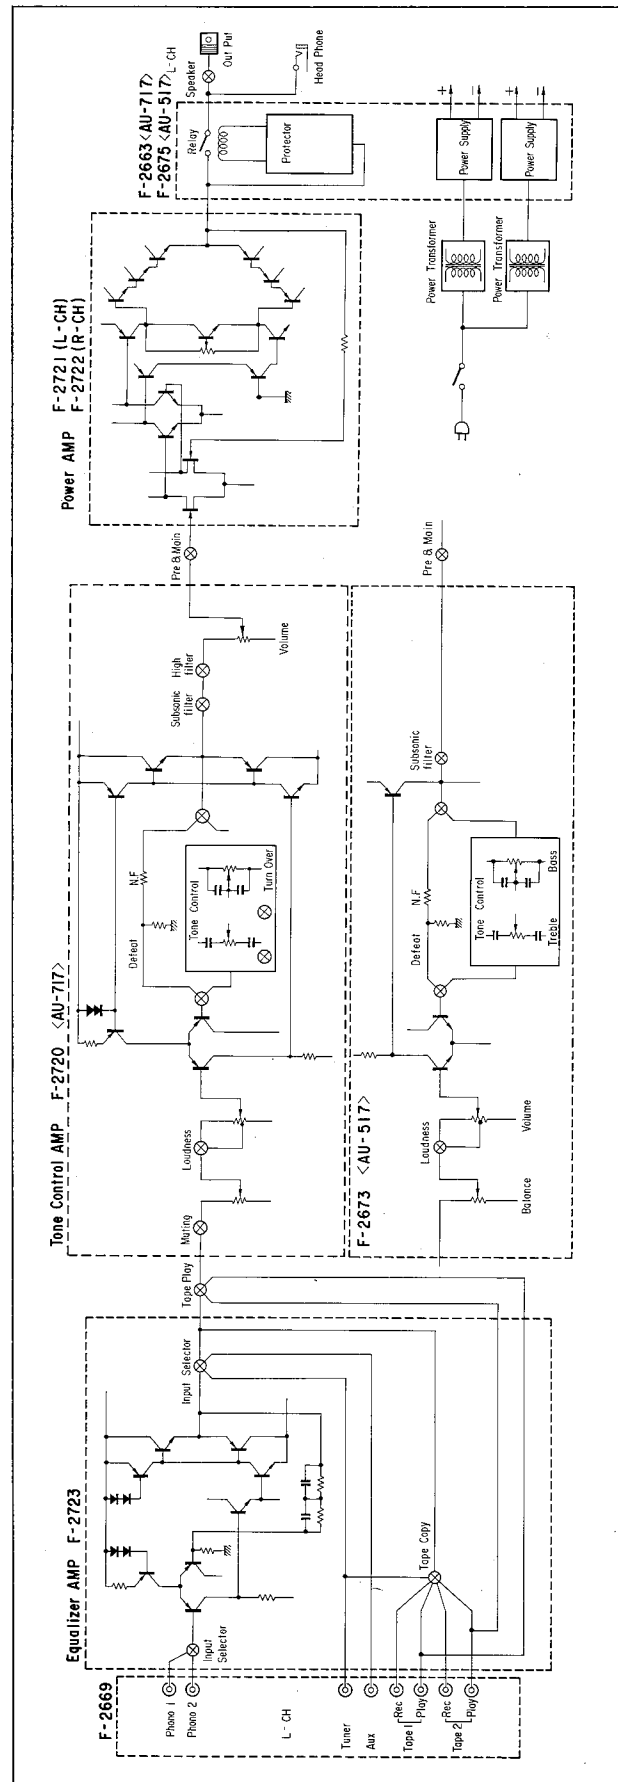 F-2669
Phono 1
Phono 2
L-CH
Tuner
Aux
Rec
Tape 1
Play
Rec
Tape 2
Play
Equalizer AMP F-2723
Input
Selector
Input Selector
Tape Copy
Tape Play
Tone Control AMP F-2720 <AU-717>
Muting
Loudness
Defeat
N.F
Tone Control
Turn Over
Subsonic
filter
High
filter
Volume
Pre & Main
F-2673 <AU-517>
Balance
Loudness
Volume
Defeat
N.F
Tone Control
Treble
Bass
Subsonic
filter
Pre & Main
Power AMP
F-2721 (L-CH)
F-2722 (R-CH)
F-2663 <AU-717>
F-2675 <AU-517>
L-CH
Relay
Protector
Speaker
Out Put
Head Phone
Power Transformer
Power Transformer
Power Supply
Power Supply
+
−
+
−